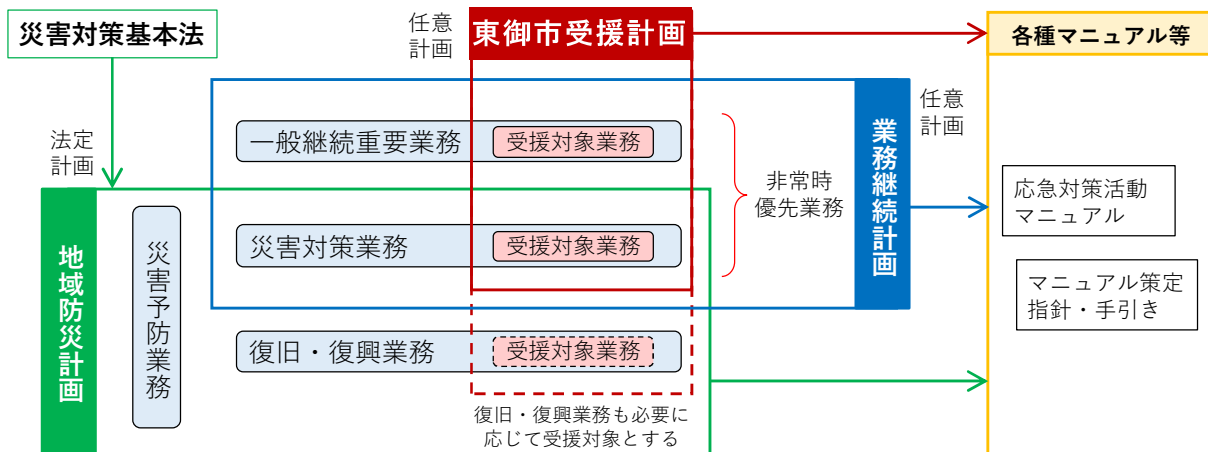 災害対策基本法
任意
計画
東御市受援計画
各種マニュアル等
法定
計画
一般継続重要業務
受援対象業務
非常時
優先業務
業務継続計画
任意
計画
応急対策活動
マニュアル
地域防災計画
災害予防業務
災害対策業務
受援対象業務
マニュアル策定
指針・手引き
復旧・復興業務
受援対象業務
復旧・復興業務も必要に
応じて受援対象とする